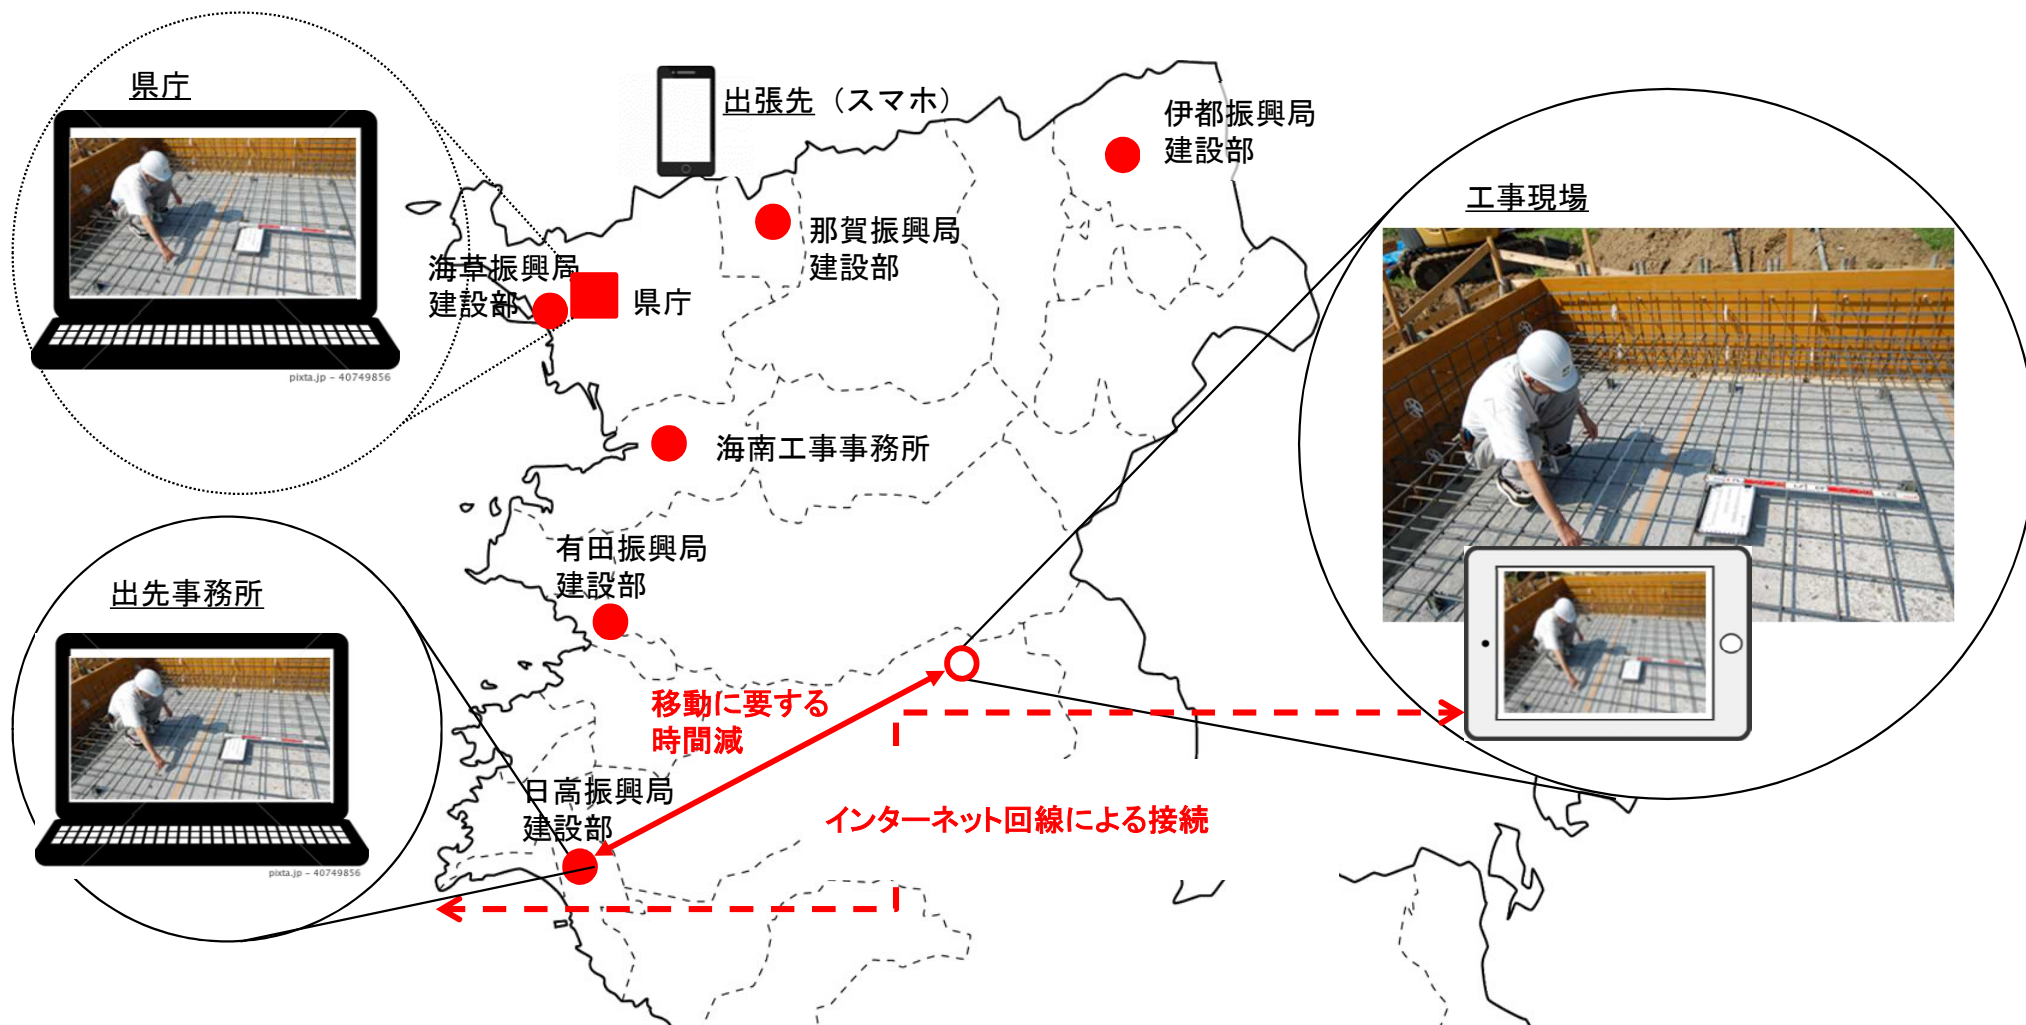 県庁
pixta.jp - 40749856
出張先（スマホ）
伊都振興局
建設部
那賀振興局
建設部
海草振興局
建設部
県庁
海南工事事務所
有田振興局
建設部
工事現場
出先事務所
pixta.jp - 40749856
移動に要する
時間減
日高振興局
建設部
インターネット回線による接続